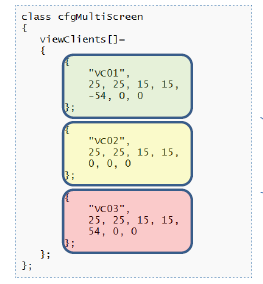 class cfgMultiScreen
{
viewClients[]=
{
{
"VC01",
25, 25, 15, 15,
-54, 0, 0
};
{
"VC02",
25, 25, 15, 15,
0, 0, 0
};
{
"VC03",
25, 25, 15, 15,
54, 0, 0
};
};
};